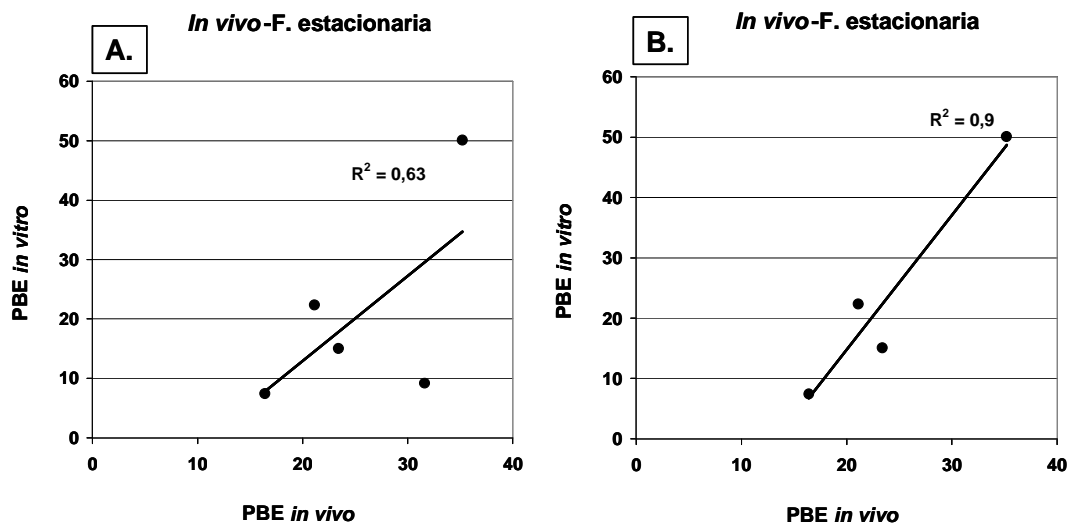 In vivo-F. estacionaria
A.
60
50
40
30
20
10
0
R² = 0,63
PBE in vitro
0 10 20 30 40
PBE in vivo
In vivo-F. estacionaria
B.
60
50
40
30
20
10
0
R² = 0,9
PBE in vitro
0 10 20 30 40
PBE in vivo